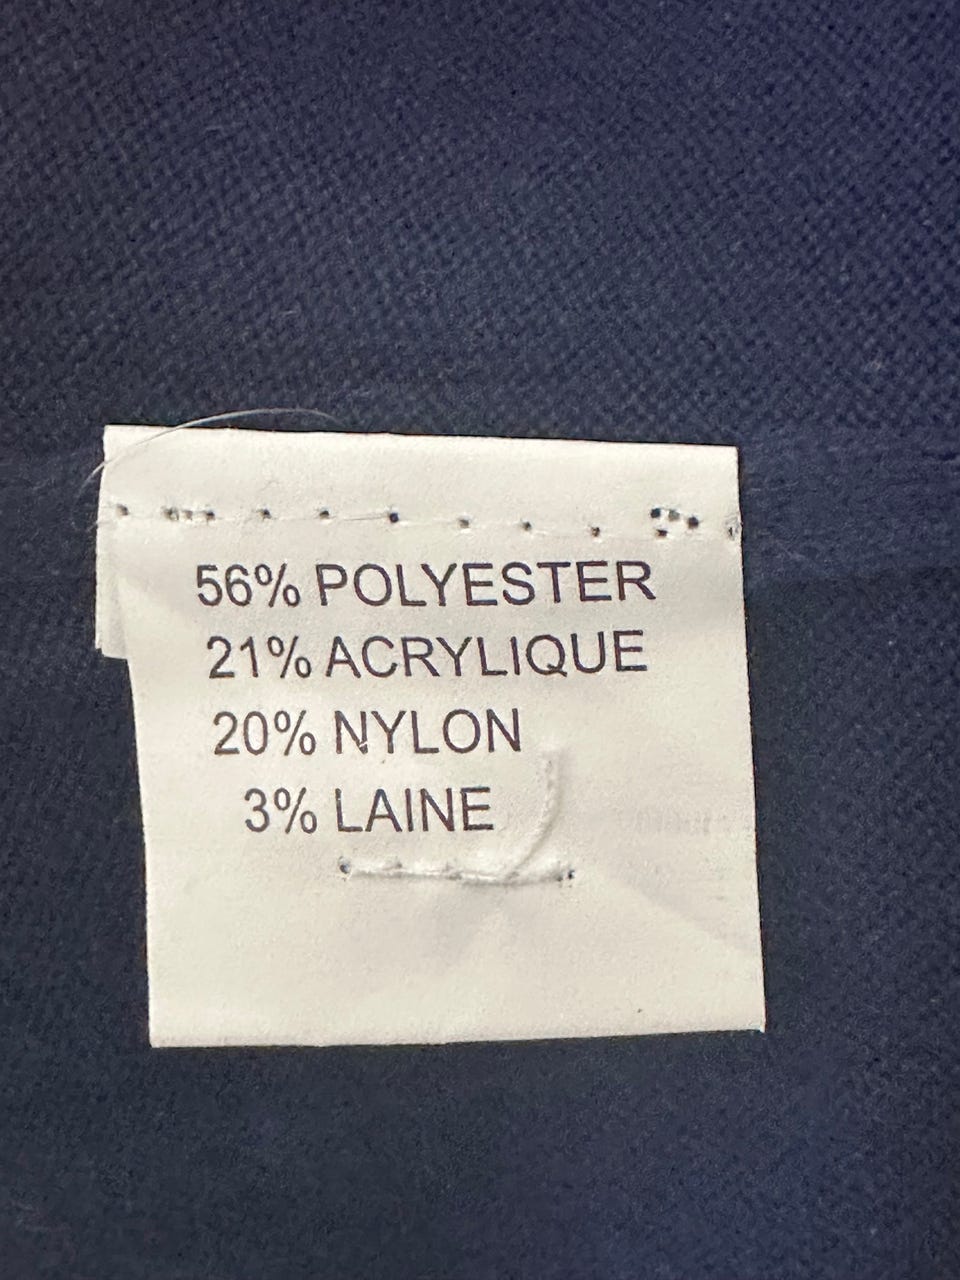 56% POLYESTER
21% ACRYLIQUE
20% NYLON
3% LAINE